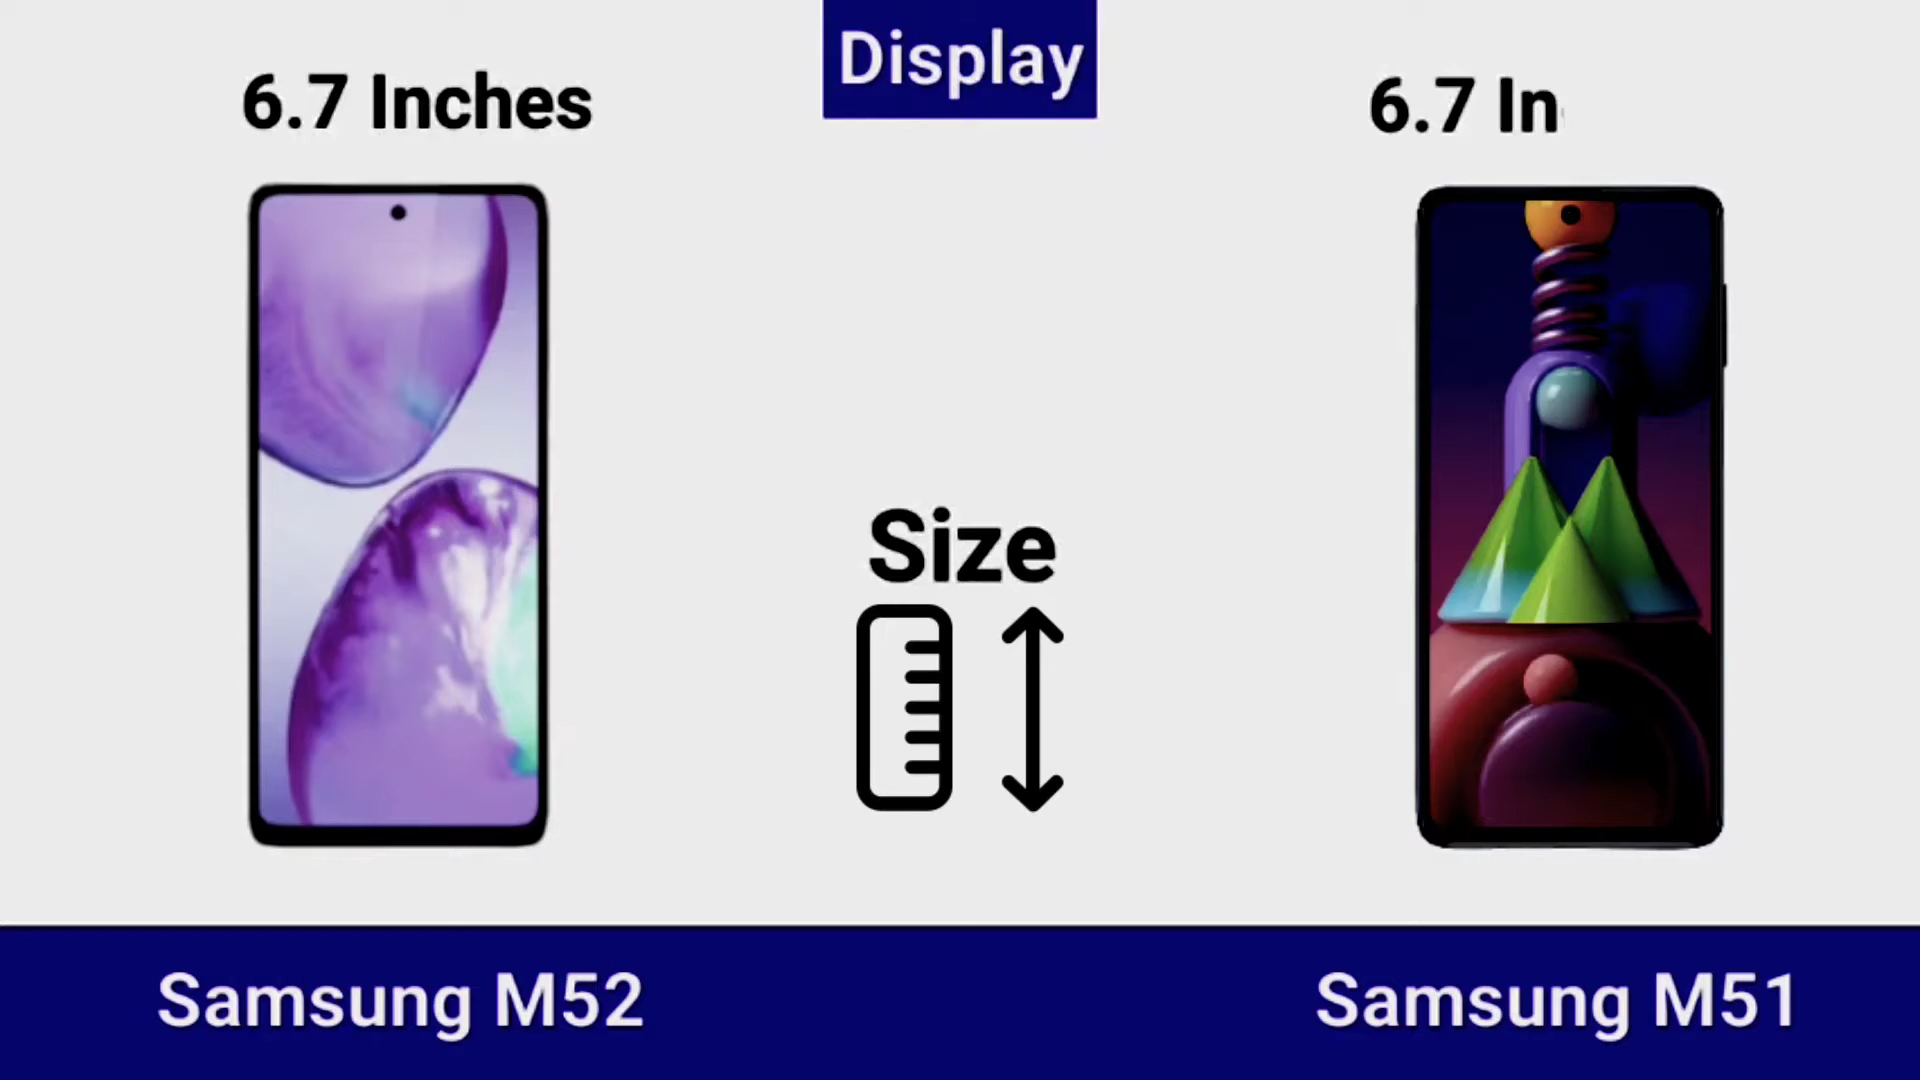 Display
6.7 Inches
6.7 In
Size
Samsung M52
Samsung M51